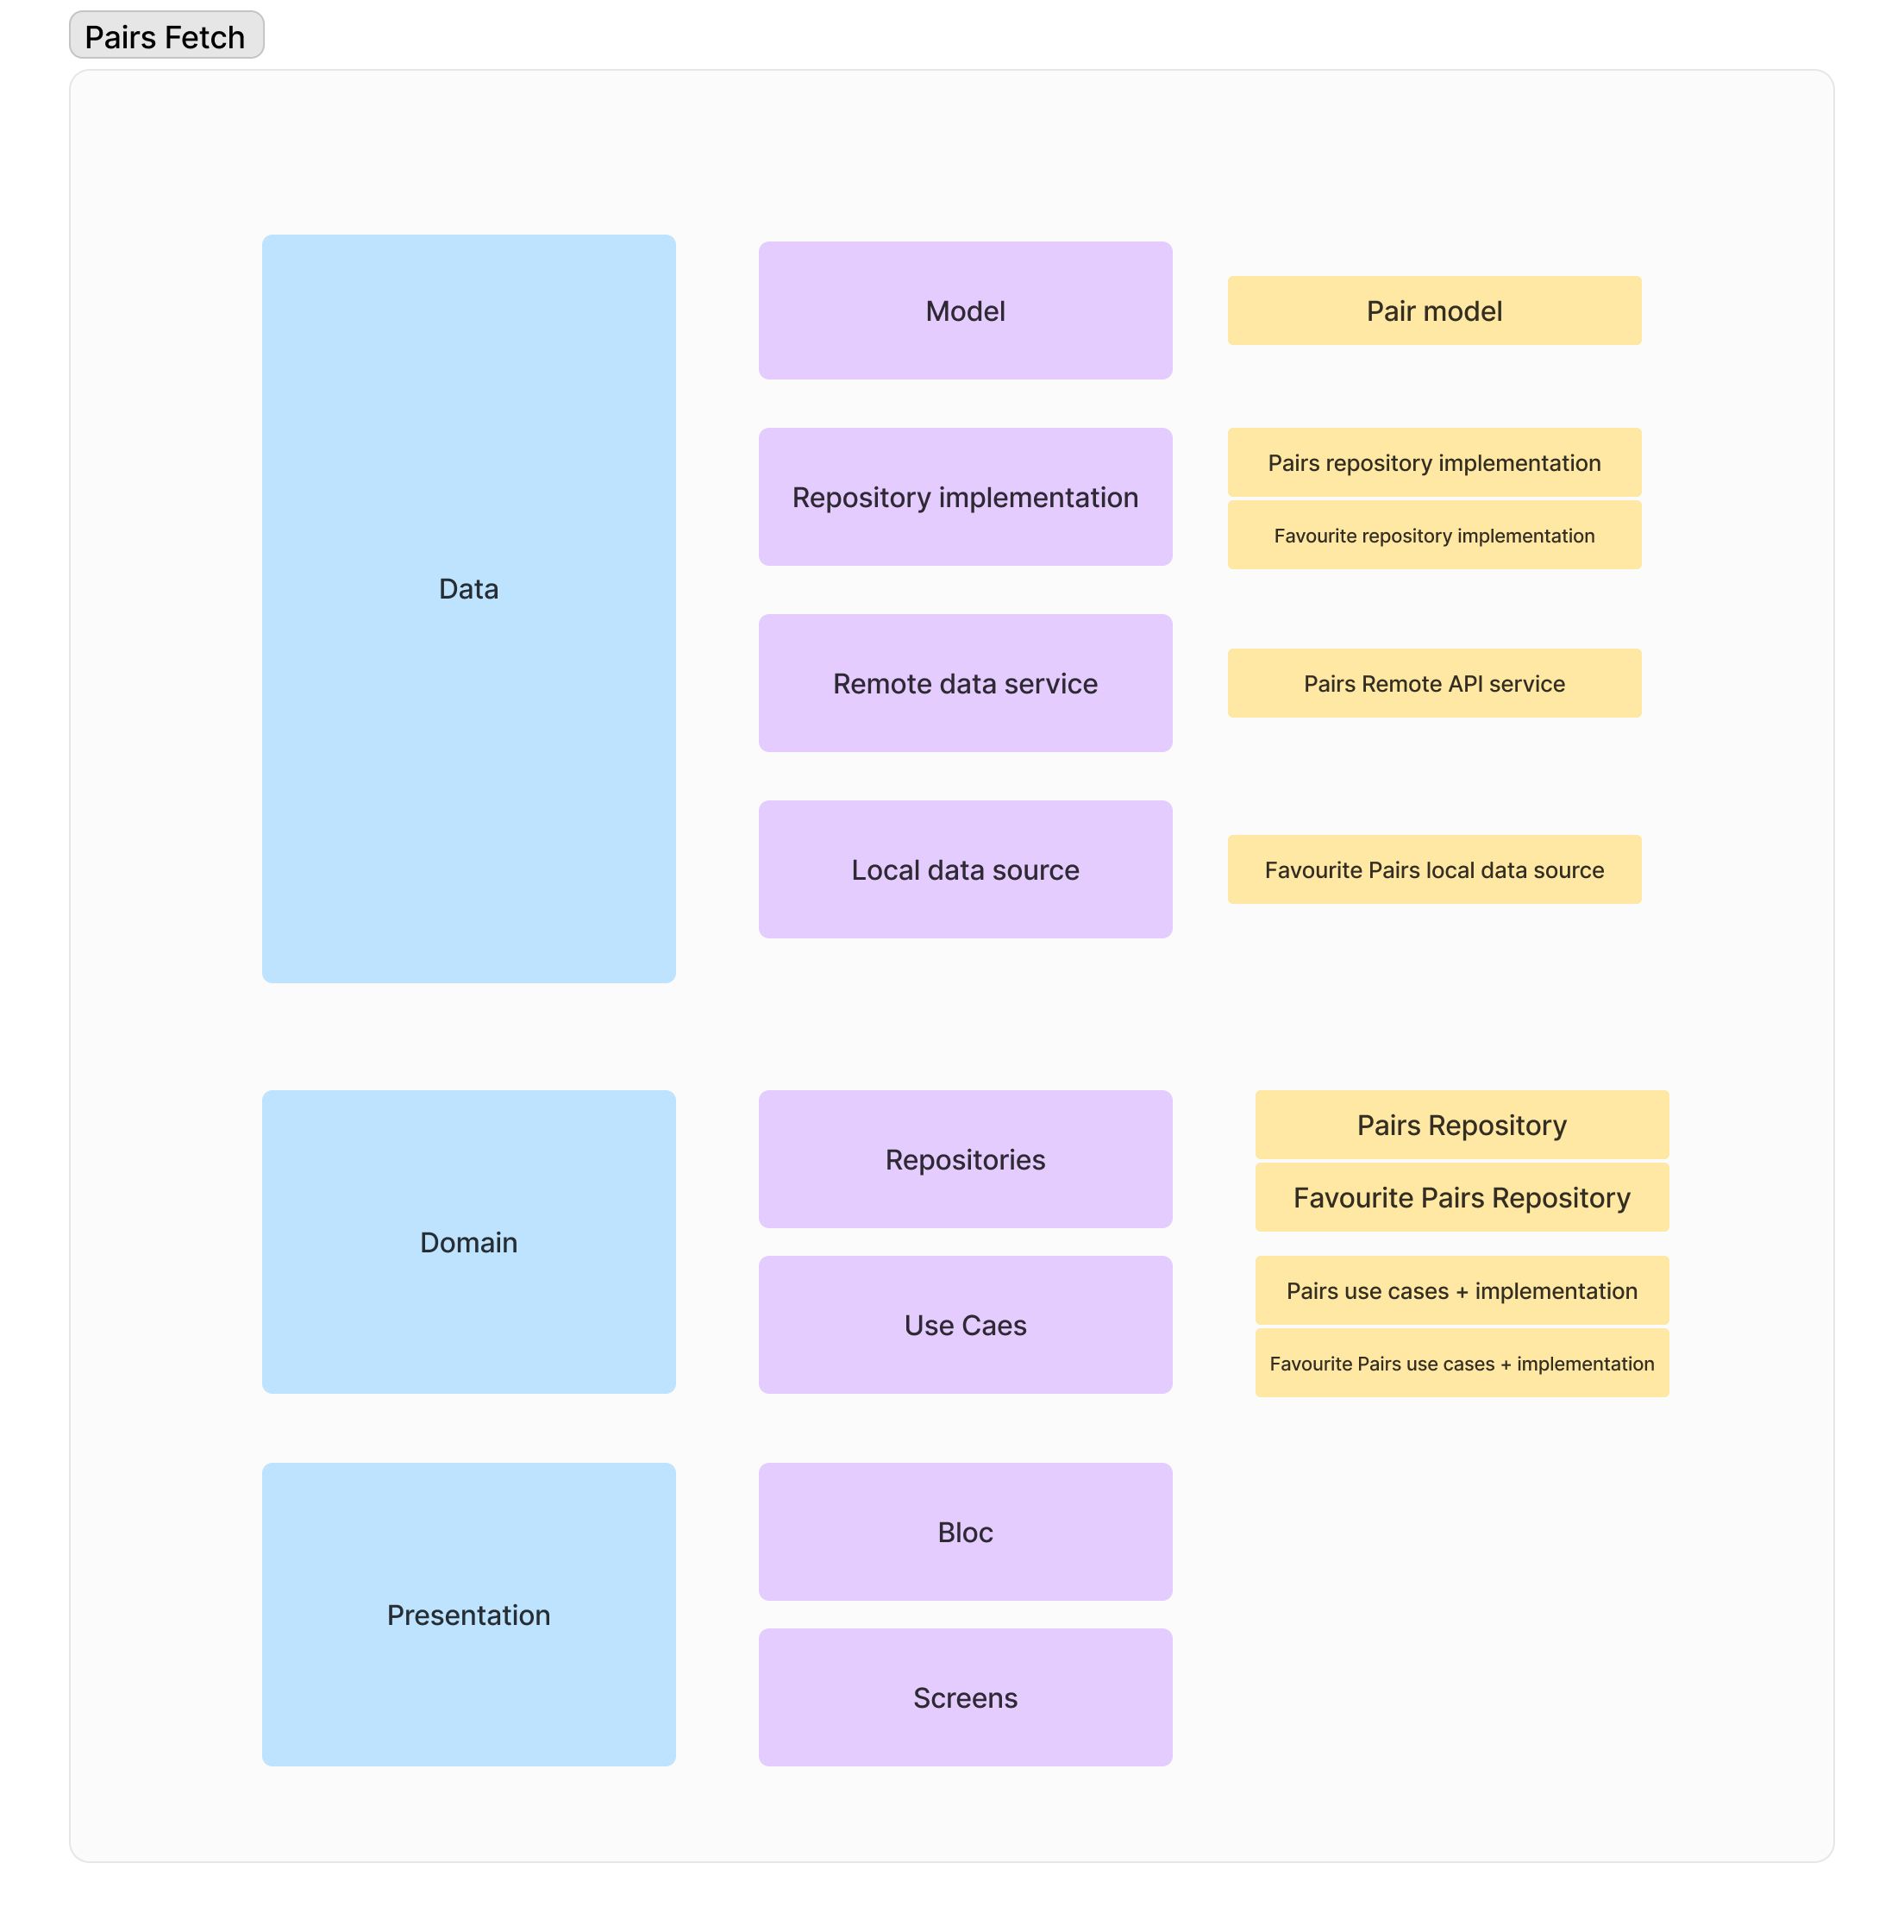 Pairs Fetch
Data
Model
Pair model
Repository implementation
Pairs repository implementation
Favourite repository implementation
Remote data service
Pairs Remote API service
Local data source
Favourite Pairs local data source
Domain
Repositories
Pairs Repository
Favourite Pairs Repository
Use Caes
Pairs use cases + implementation
Favourite Pairs use cases + implementation
Presentation
Bloc
Screens